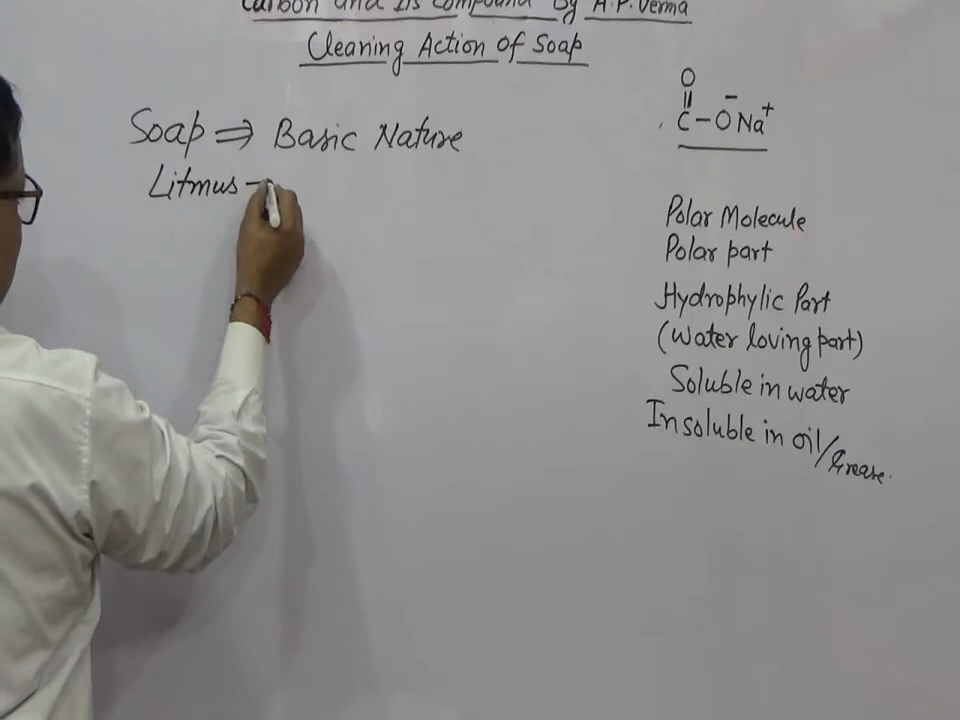 Carbon and Its Compound By A.P. Verma
Cleaning Action of Soap
Soap ⇒ Basic Nature
Litmus –
O
||
C – O⁻ Na⁺
Polar Molecule
Polar part
Hydrophylic Part
(Water loving part)
Soluble in water
Insoluble in oil/Grease.